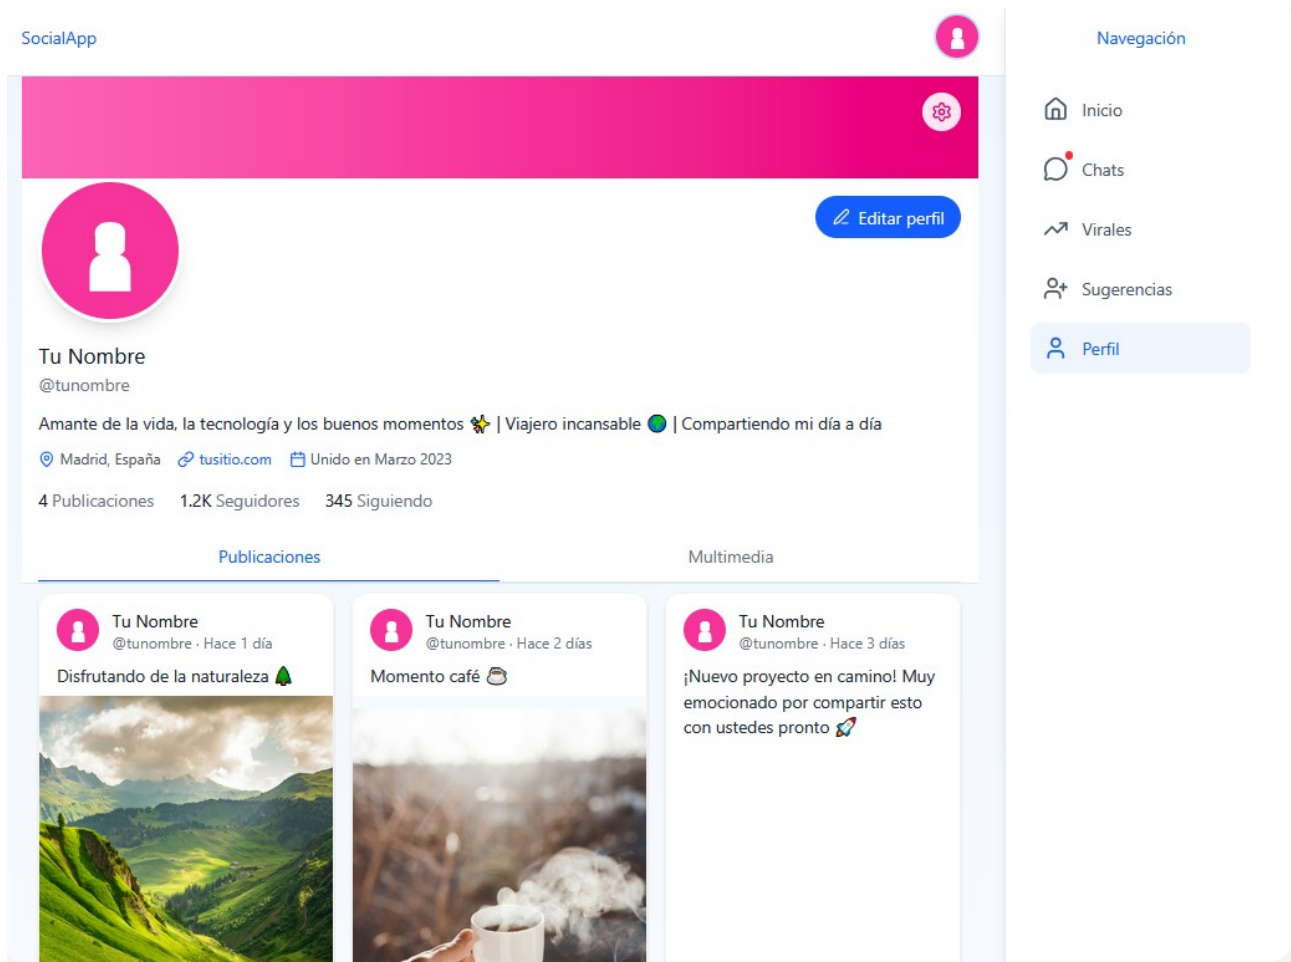 SocialApp
Navegación
Inicio
Chats
Virales
Sugerencias
Perfil
Editar perfil
Tu Nombre
@tunombre
Amante de la vida, la tecnología y los buenos momentos ✨ | Viajero incansable 🌍 | Compartiendo mi día a día
Madrid, España tusitio.com Unido en Marzo 2023
4 Publicaciones 1.2K Seguidores 345 Siguiendo
Publicaciones Multimedia
Tu Nombre
@tunombre · Hace 1 día
Disfrutando de la naturaleza 🌲
Tu Nombre
@tunombre · Hace 2 días
Momento café ☕
Tu Nombre
@tunombre · Hace 3 días
¡Nuevo proyecto en camino! Muy
emocionado por compartir esto
con ustedes pronto 🚀